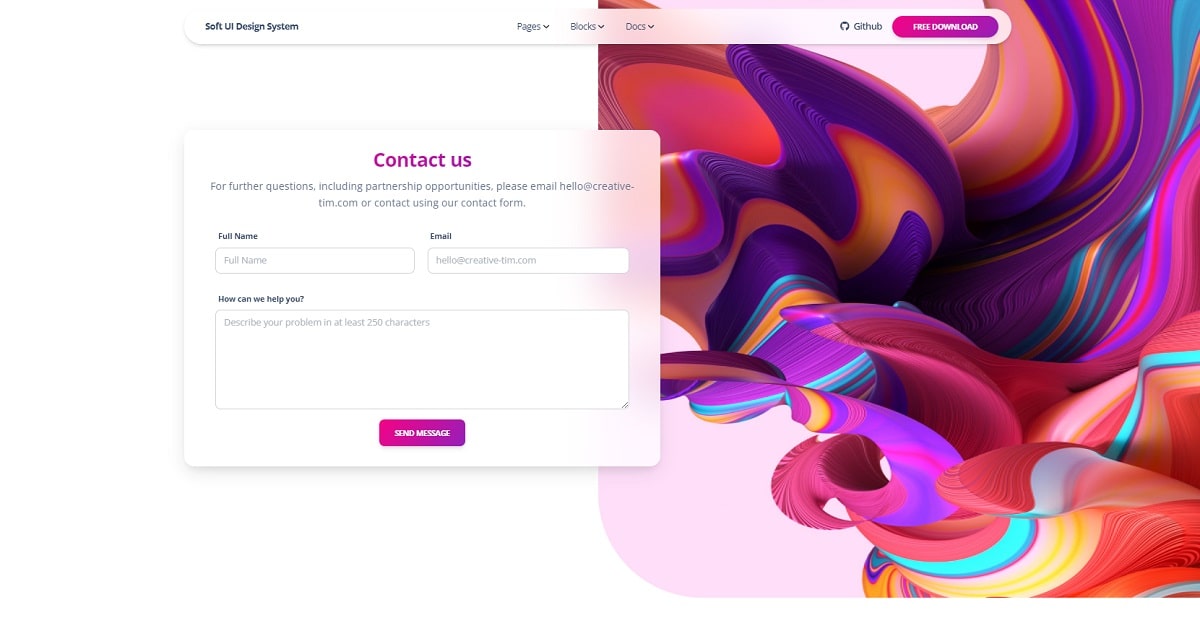 Soft UI Design System
Pages
Blocks
Docs
Github
FREE DOWNLOAD
Contact us
For further questions, including partnership opportunities, please email hello@creative-
tim.com or contact using our contact form.
Full Name
Email
Full Name
hello@creative-tim.com
How can we help you?
Describe your problem in at least 250 characters
SEND MESSAGE